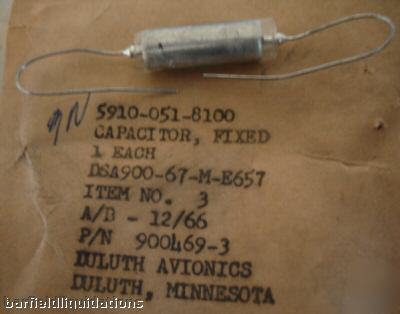 9N 5910-051-8100
CAPACITOR, FIXED
1 EACH
DSA900-67-M-E657
ITEM NO. 3
A/B - 12/66
P/N 900469-3
DULUTH AVIONICS
DULUTH, MINNESOTA
barfieldliquidations